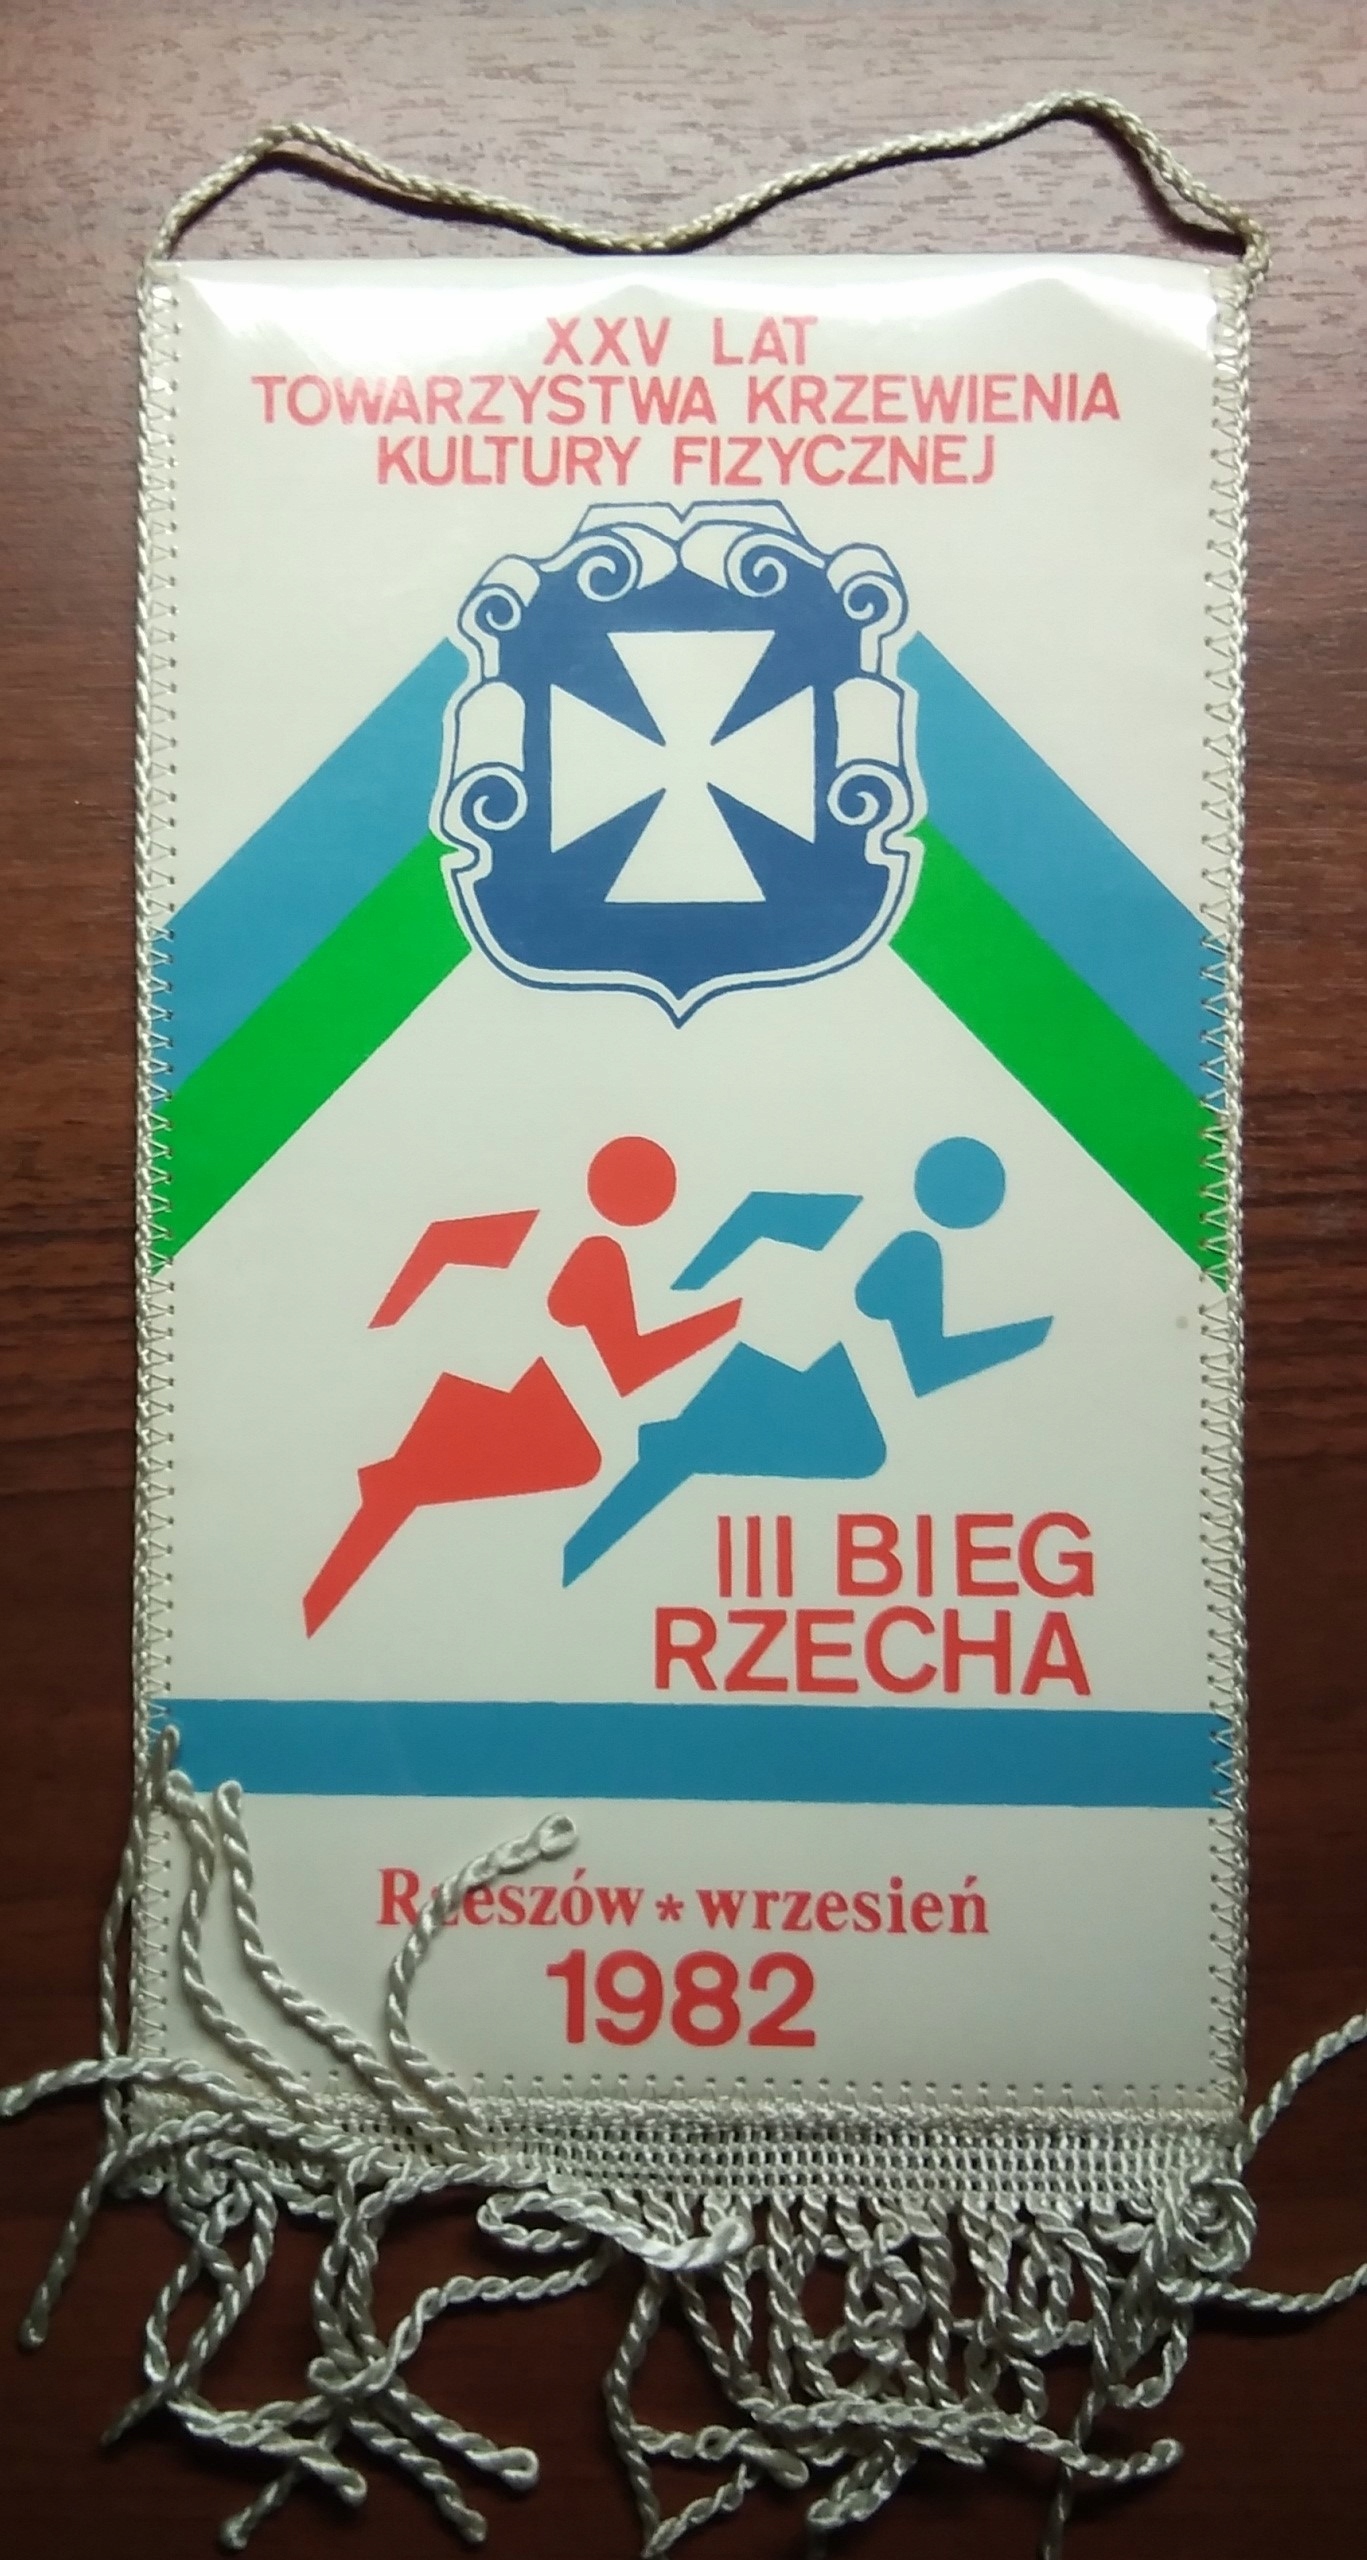 XXV LAT
TOWARZYSTWA KRZEWIENIA
KULTURY FIZYCZNEJ
III BIEG
RZECHA
Rzeszów * wrzesień
1982